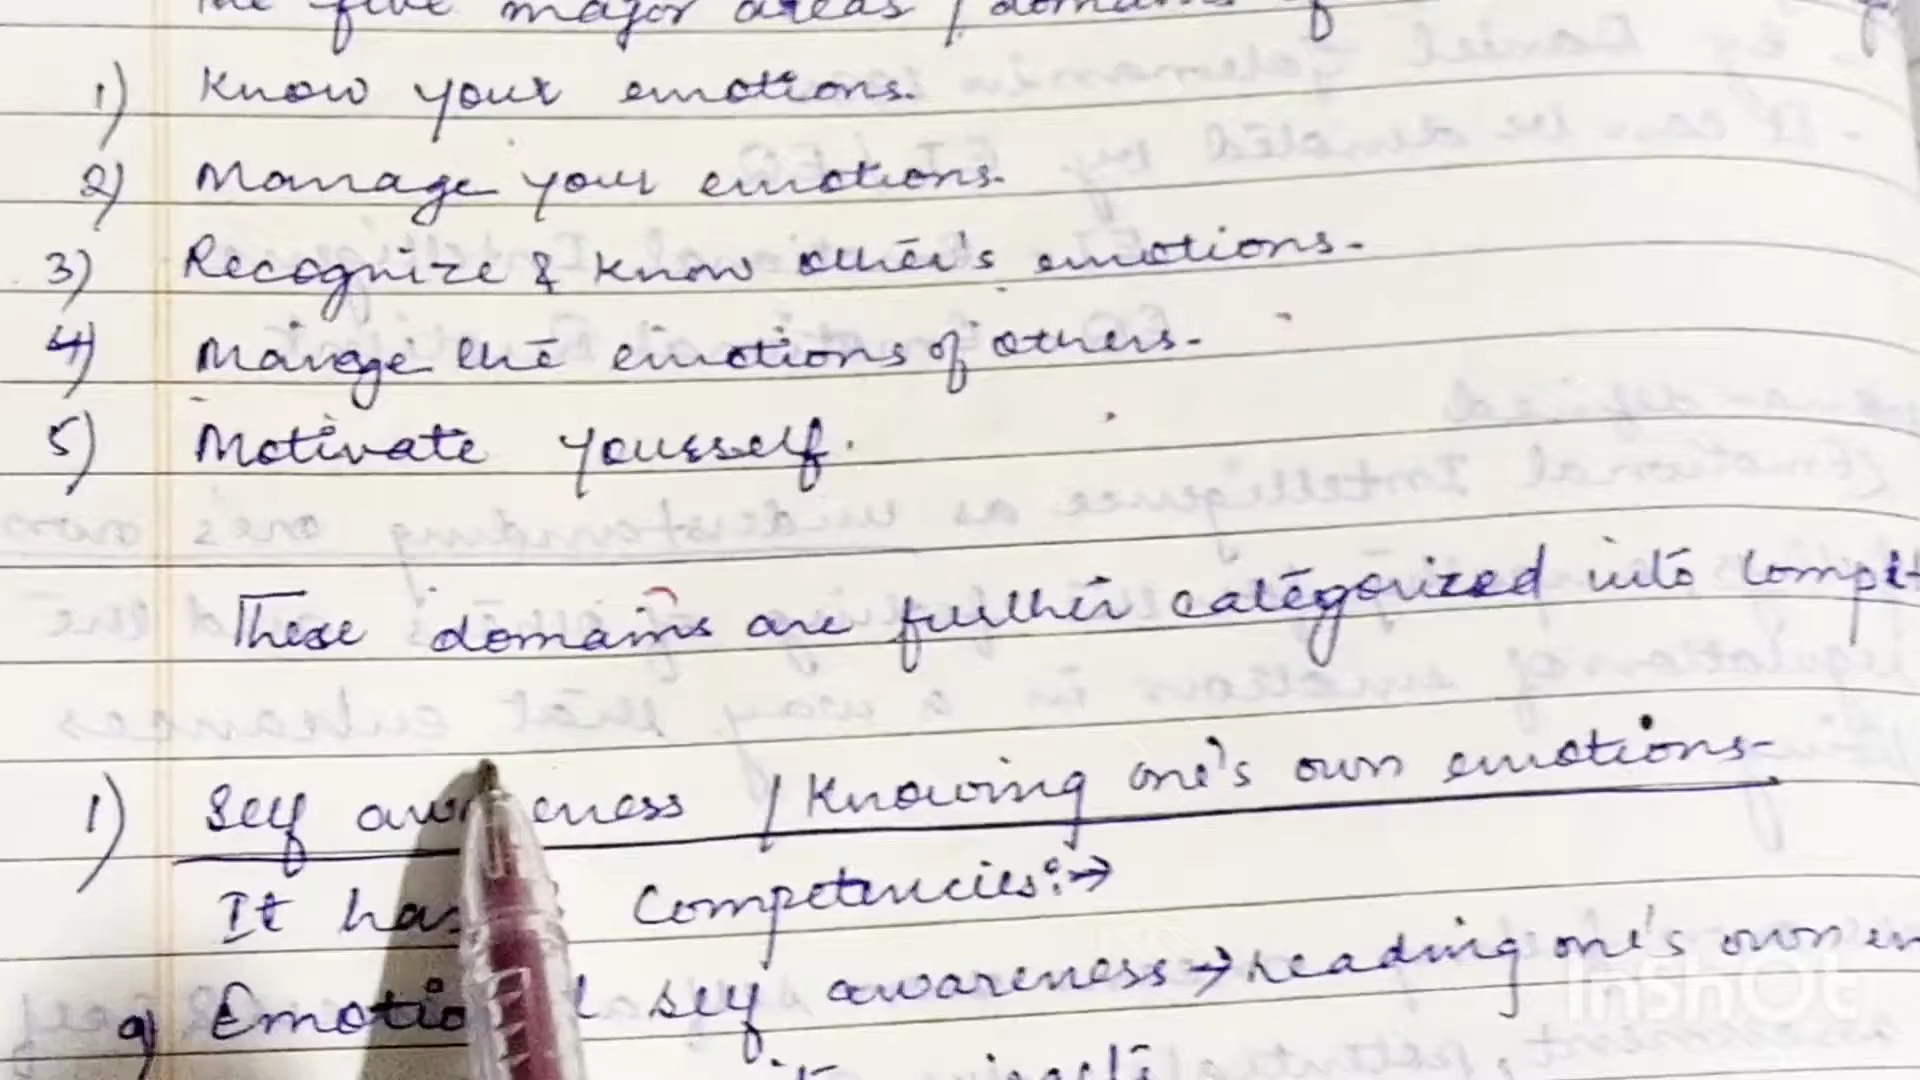 The five major areas / domains of
1) Know your emotions.
2) Manage your emotions.
3) Recognize & know other's emotions.
4) Manage the emotions of others.
5) Motivate yourself.
These domains are further categorized into
1) Self awareness / Knowing one's own emotions-
It has Competencies:→
a) Emotional self awareness → reading one's own
InShOt